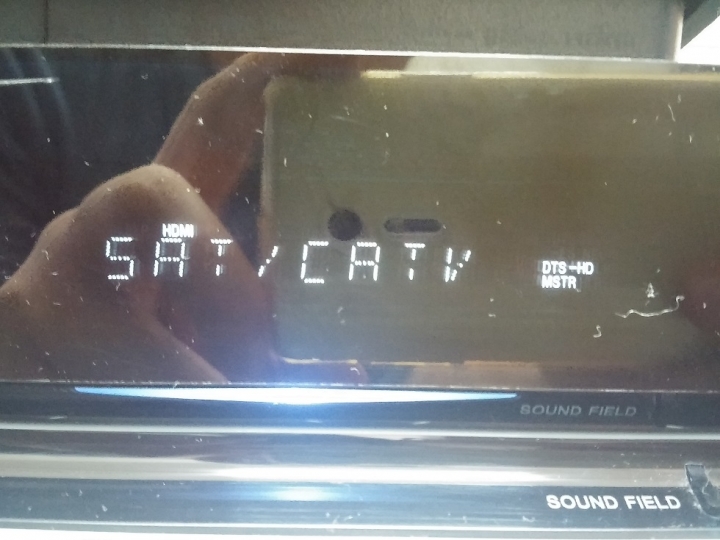 HDMI
SAT/CATV
DTS-HD
MSTR
SOUND FIELD
SOUND FIELD